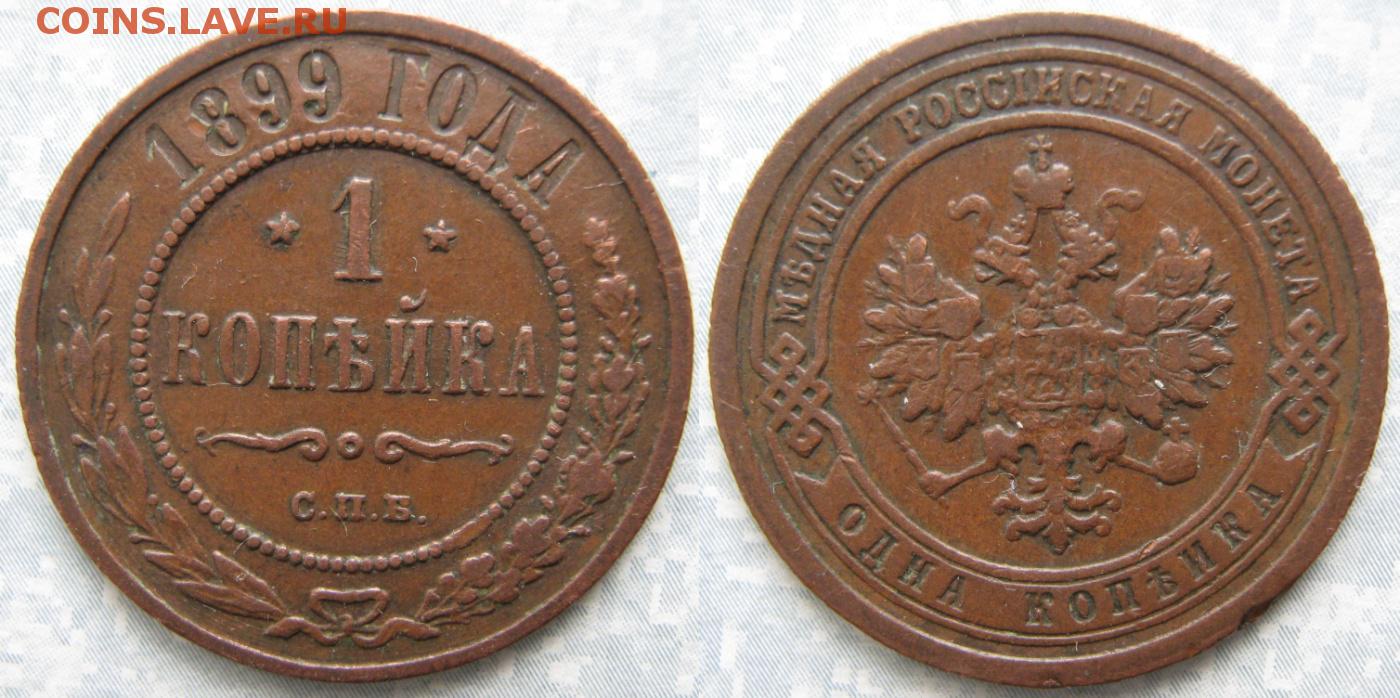 COINS.LAVE.RU
1899 ГОДА
1
КОПѢЙКА
С.П.Б.
МѢДНАЯ РОССІЙСКАЯ МОНЕТА
ОДНА КОПѢЙКА